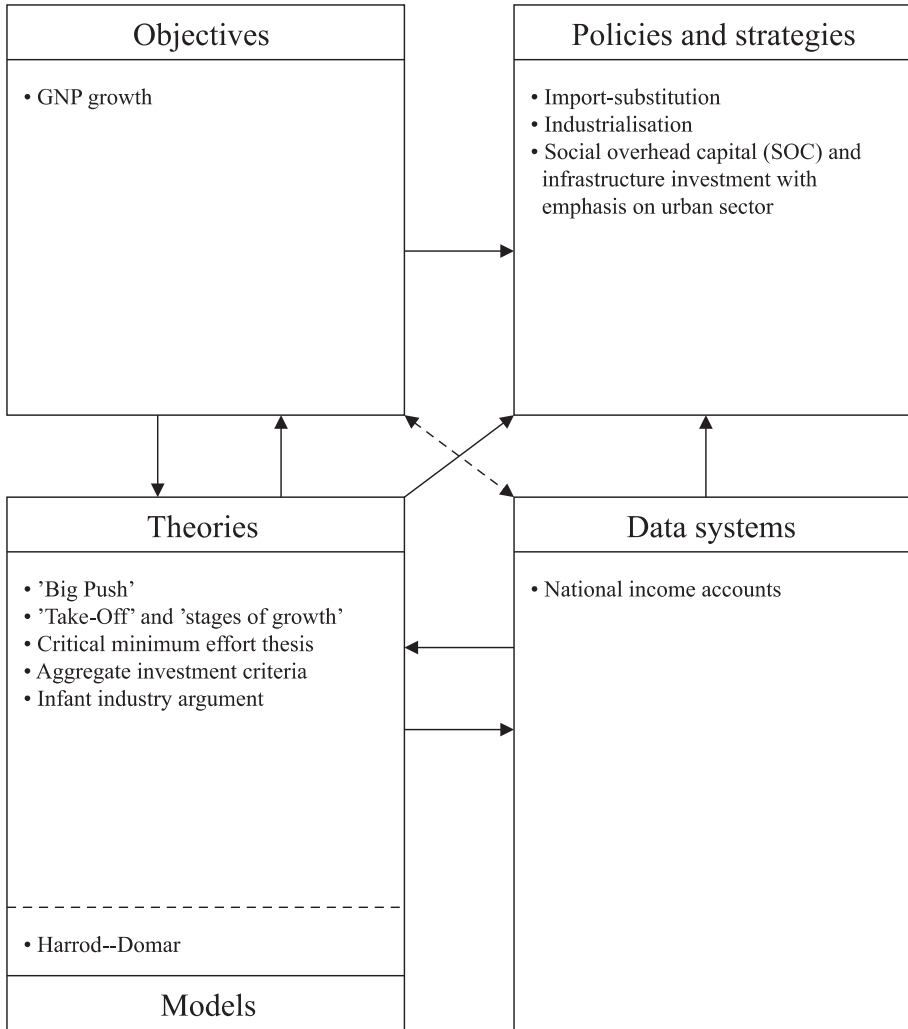 Objectives
• GNP growth
Policies and strategies
• Import-substitution
• Industrialisation
• Social overhead capital (SOC) and
infrastructure investment with
emphasis on urban sector
Theories
• ’Big Push’
• ’Take-Off’ and ’stages of growth’
• Critical minimum effort thesis
• Aggregate investment criteria
• Infant industry argument
• Harrod--Domar
Models
Data systems
• National income accounts